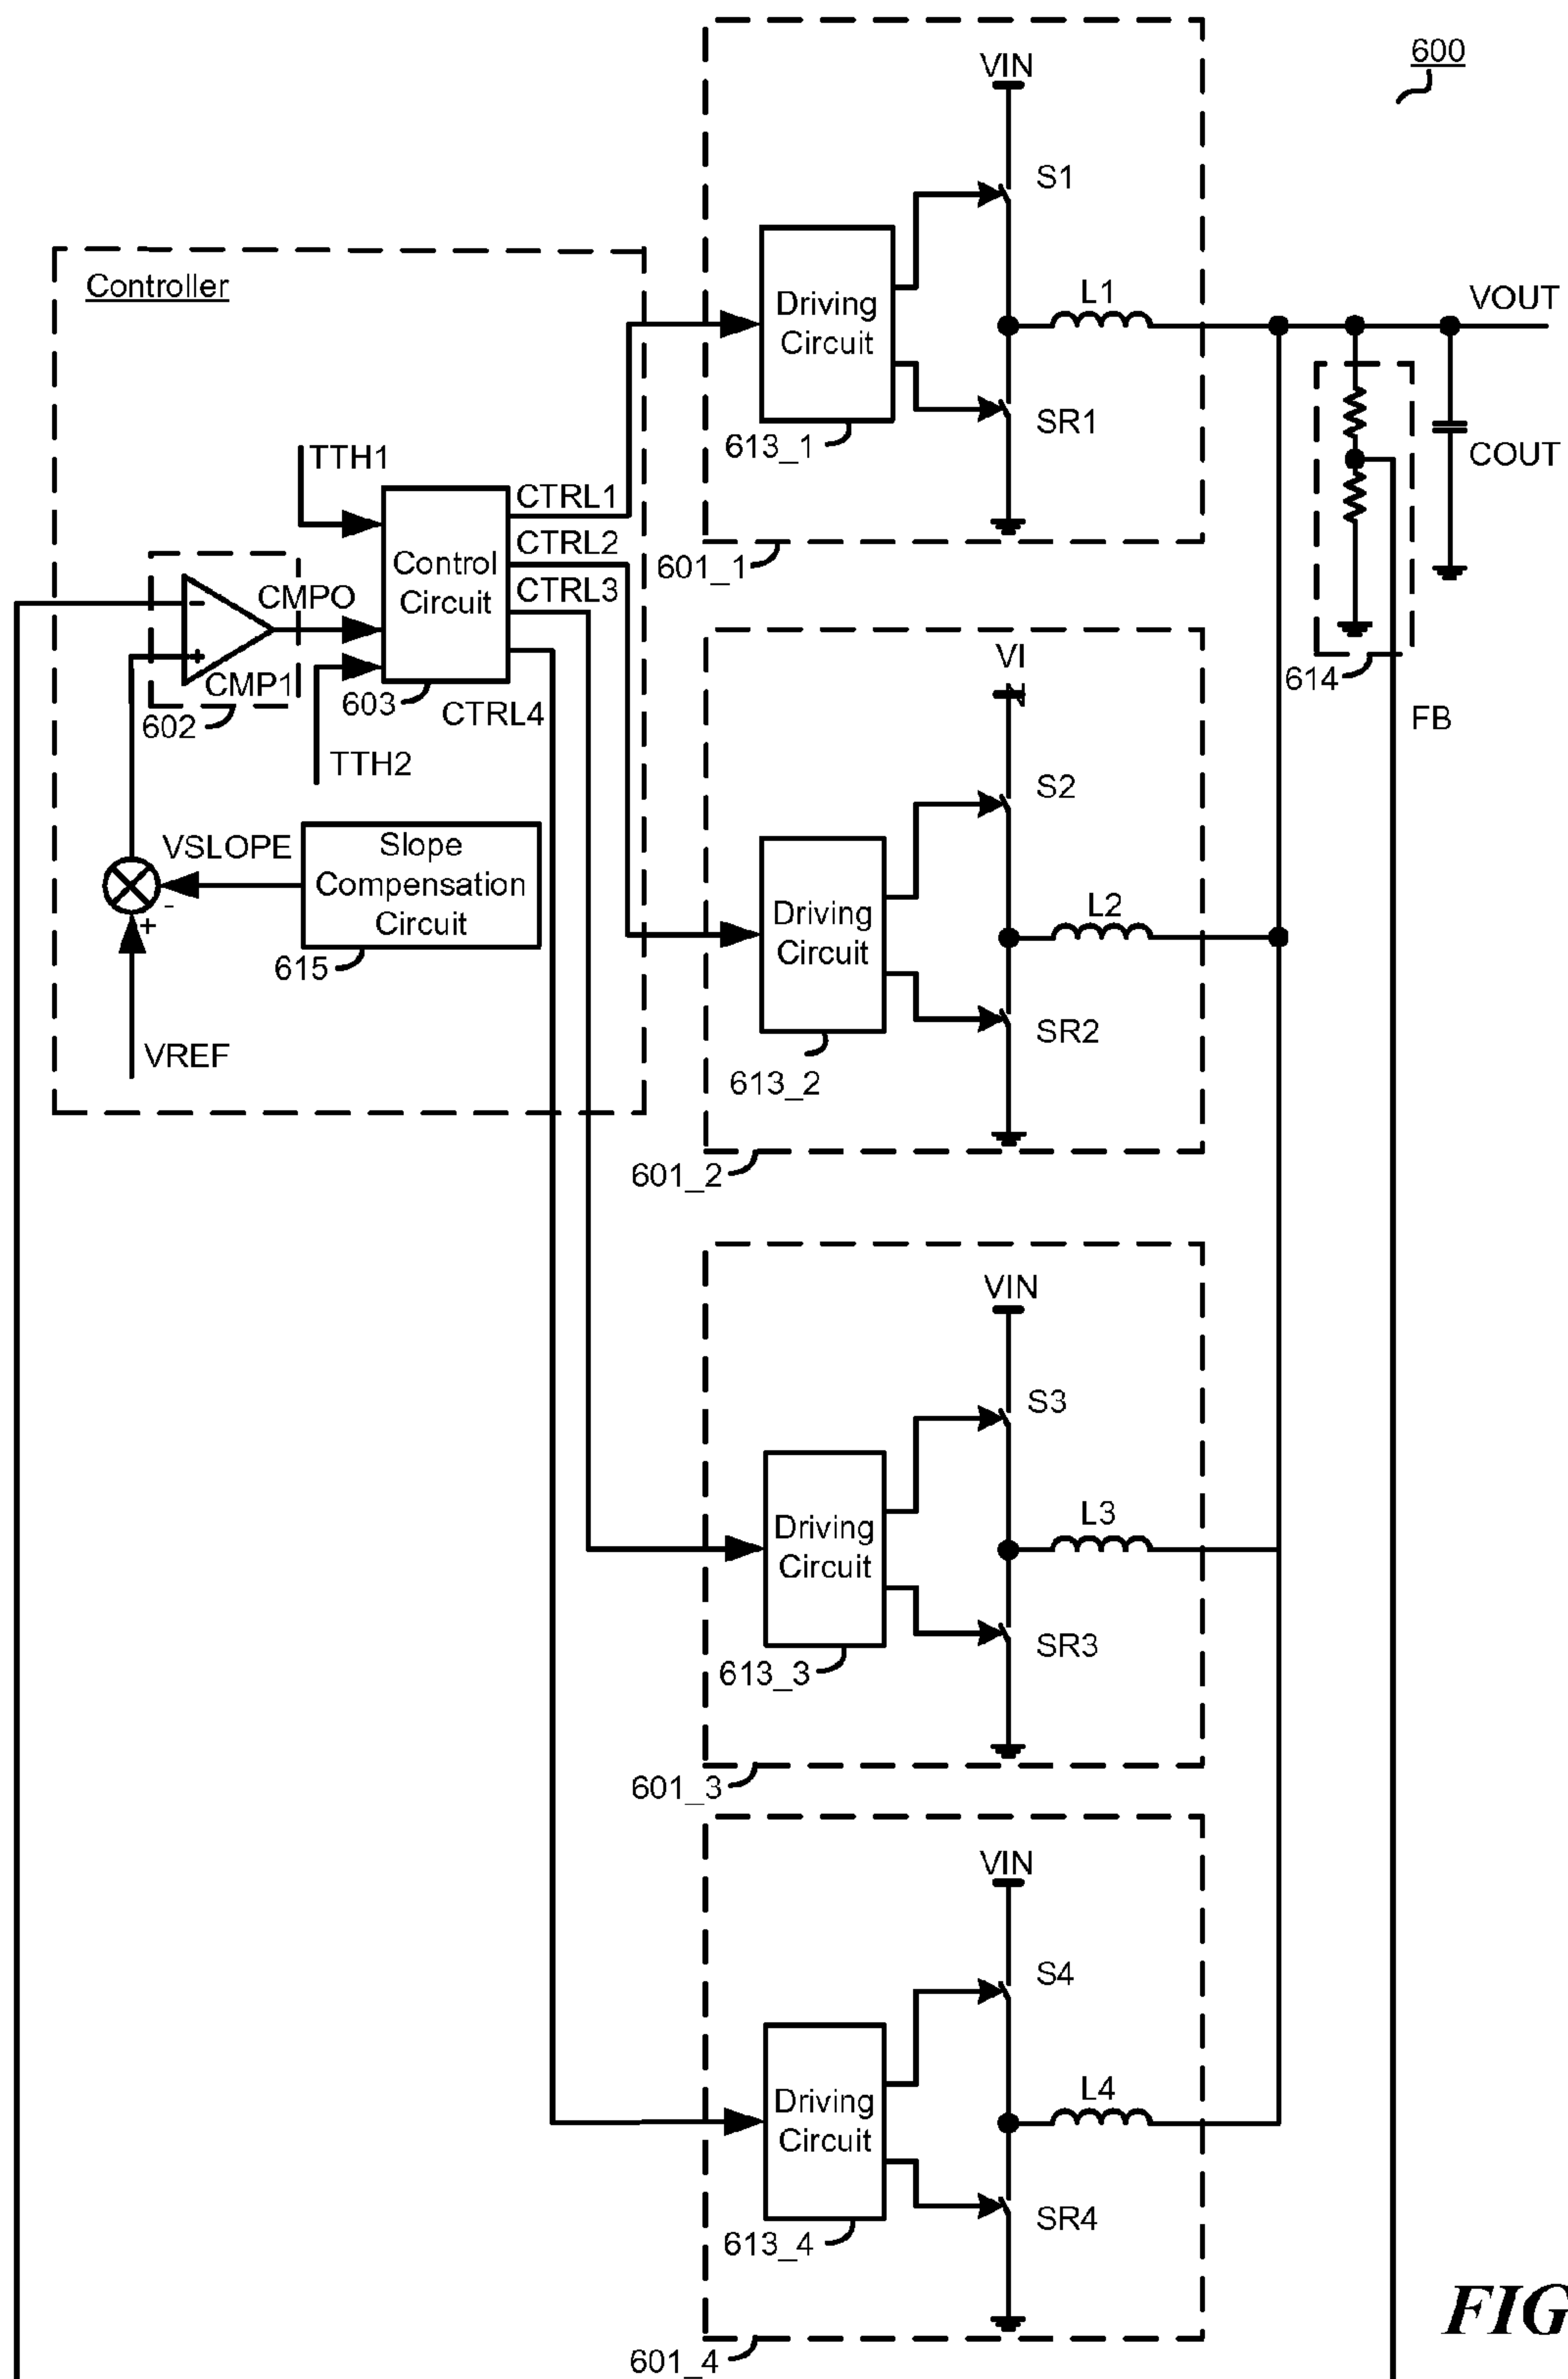 600
VIN
S1
Controller
Driving
Circuit
L1
VOUT
SR1
613_1
COUT
TTH1
CTRL1
CTRL2
CTRL3
Control
Circuit
601_1
CMPO
-
+
CMP1
602
603
CTRL4
TTH2
614
FB
VI
N
S2
VSLOPE
Slope
Compensation
Circuit
-
+
615
VREF
Driving
Circuit
L2
SR2
613_2
601_2
VIN
S3
Driving
Circuit
L3
SR3
613_3
601_3
VIN
S4
Driving
Circuit
L4
SR4
613_4
601_4
FIG